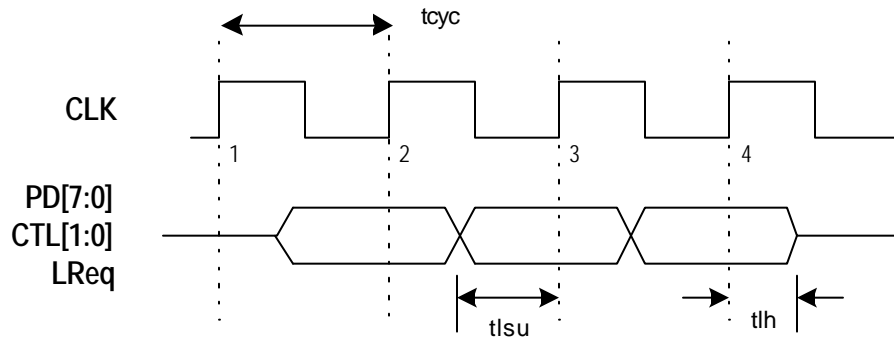 tcyc
CLK
1 2 3 4
PD[7:0]
CTL[1:0]
LReq
tlsu
tlh